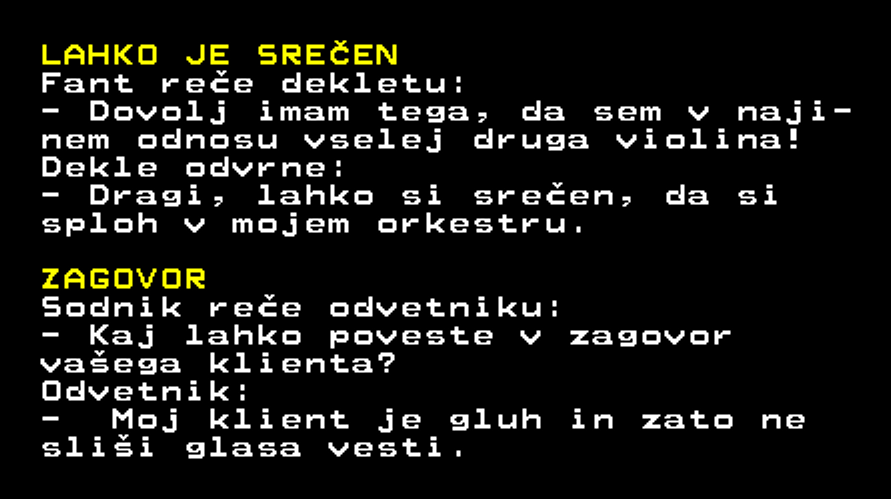 LAHKO JE SREČEN
Fant reče dekletu:
- Dovolj imam tega, da sem v naji-
nem odnosu vselej druga violina!
Dekle odvrne:
- Dragi, lahko si srečen, da si
sploh v mojem orkestru.
ZAGOVOR
Sodnik reče odvetniku:
- Kaj lahko poveste v zagovor
vašega klienta?
Odvetnik:
-  Moj klient je gluh in zato ne
sliši glasa vesti.